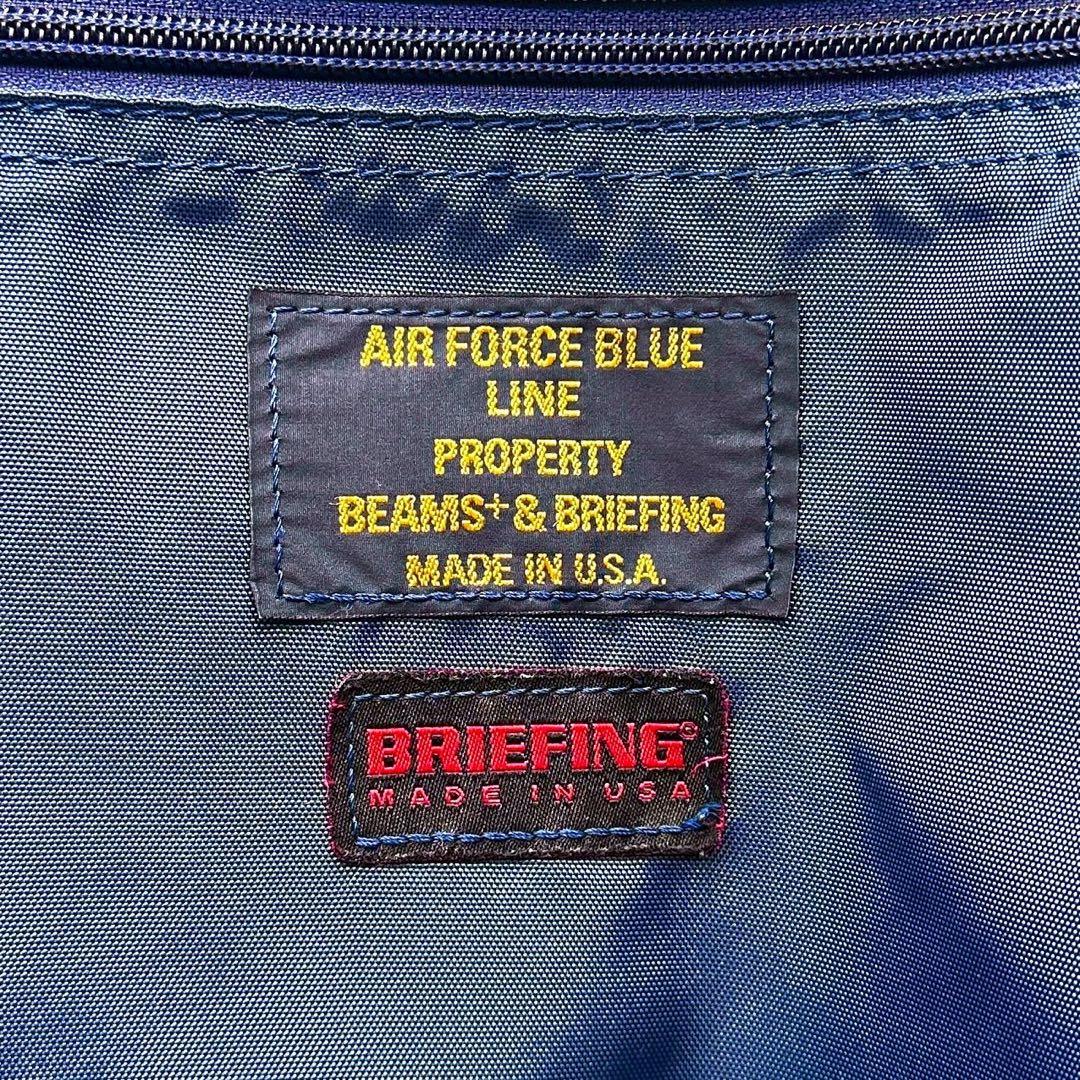 AIR FORCE BLUE
LINE
PROPERTY
BEAMS+ & BRIEFING
MADE IN U.S.A.
BRIEFING®
MADE IN USA